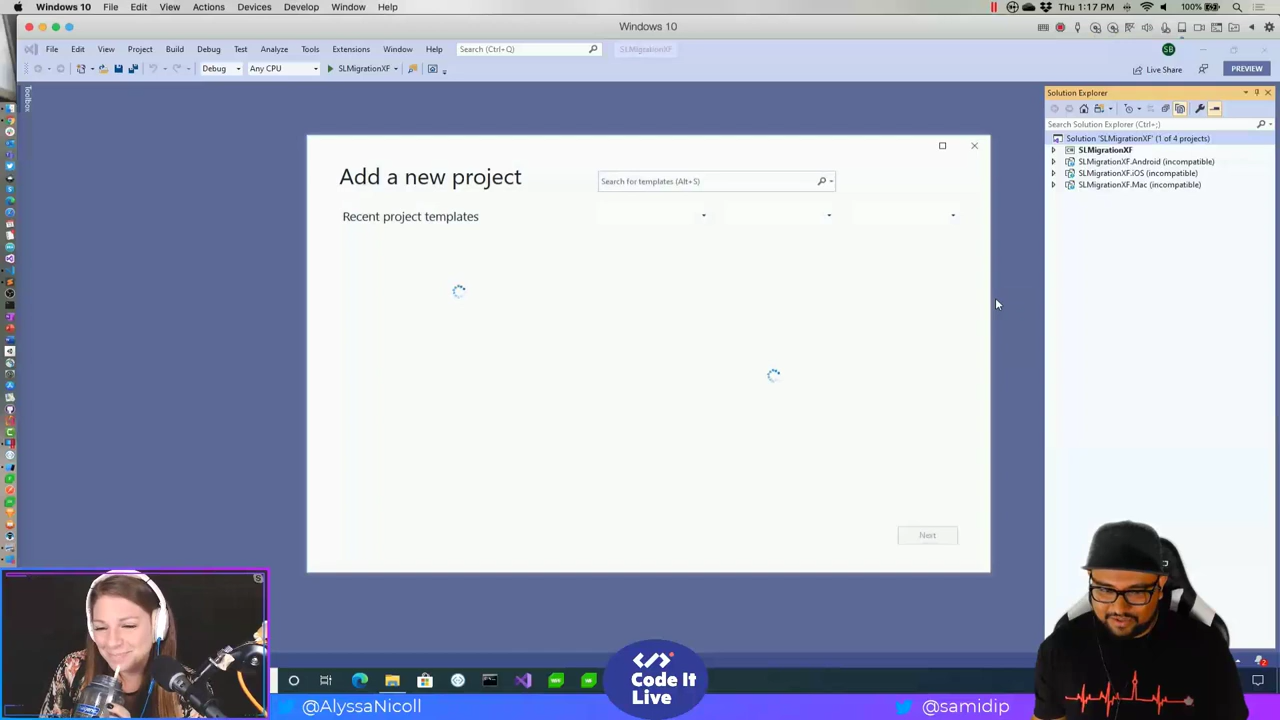 Windows 10 File Edit View Actions Devices Develop Window Help
100% Thu 1:17 PM
Windows 10
File Edit View Project Build Debug Test Analyze Tools Extensions Window Help Search (Ctrl+Q) SLMigrationXF SB
Debug Any CPU SLMigrationXF Live Share PREVIEW
Toolbox
Solution Explorer
Search Solution Explorer (Ctrl+;)
Solution 'SLMigrationXF' (1 of 4 projects)
SLMigrationXF
SLMigrationXF.Android (incompatible)
SLMigrationXF.iOS (incompatible)
SLMigrationXF.Mac (incompatible)
Add a new project
Search for templates (Alt+S)
Recent project templates
Next
Code It
Live
@AlyssaNicoll
@samidip